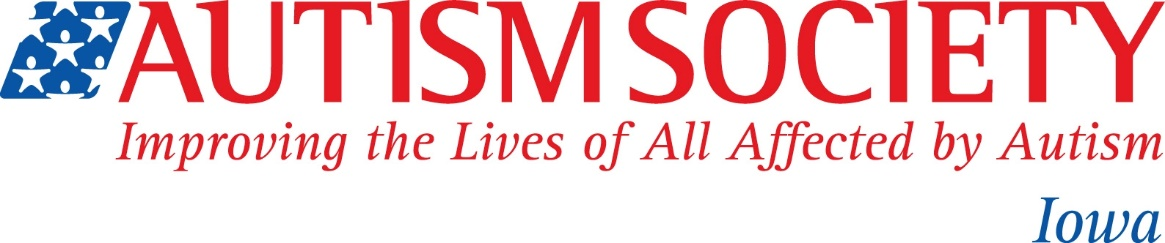 AUTISM SOCIETY
Improving the Lives of All Affected by Autism
Iowa